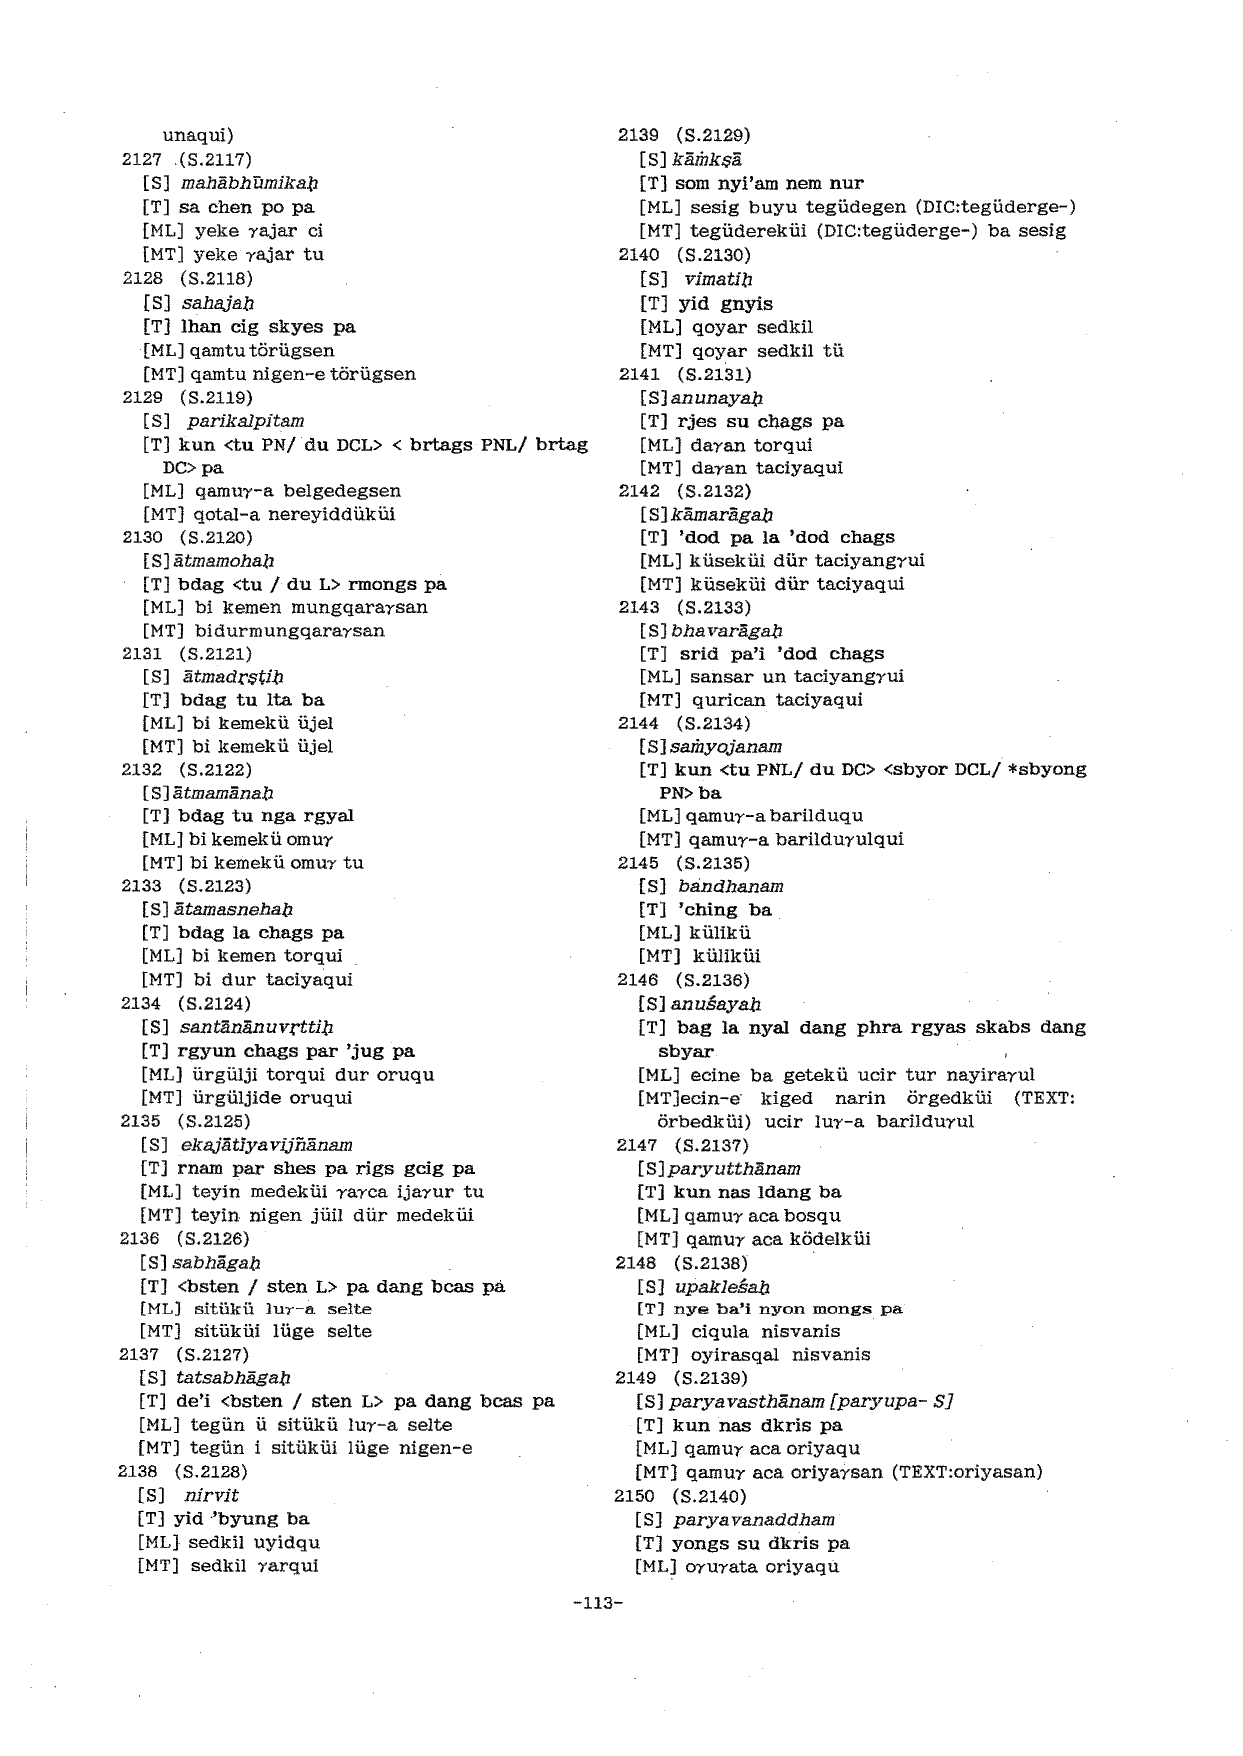 unaqui)
2127 (S.2117)
[S] mahābhūmikaḥ
[T] sa chen po pa
[ML] yeke γajar ci
[MT] yeke γajar tu
2128 (S.2118)
[S] sahajaḥ
[T] lhan cig skyes pa
[ML] qamtu törügsen
[MT] qamtu nigen-e törügsen
2129 (S.2119)
[S] parikalpitam
[T] kun <tu PN/ du DCL> < brtags PNL/ brtag
DC> pa
[ML] qamuγ-a belgedegsen
[MT] qotal-a nereyiddüküi
2130 (S.2120)
[S] ātmamohaḥ
[T] bdag <tu / du L> rmongs pa
[ML] bi kemen mungqaraγsan
[MT] bidurmungqaraγsan
2131 (S.2121)
[S] ātmadṛṣṭiḥ
[T] bdag tu lta ba
[ML] bi kemekü üjel
[MT] bi kemekü üjel
2132 (S.2122)
[S] ātmamānaḥ
[T] bdag tu nga rgyal
[ML] bi kemekü omuγ
[MT] bi kemekü omuγ tu
2133 (S.2123)
[S] ātamasnehaḥ
[T] bdag la chags pa
[ML] bi kemen torqui
[MT] bi dur taciyaqui
2134 (S.2124)
[S] santānānuvṛttiḥ
[T] rgyun chags par 'jug pa
[ML] ürgülji torqui dur oruqu
[MT] ürgüljide oruqui
2135 (S.2125)
[S] ekajātīyavijñānam
[T] rnam par shes pa rigs gcig pa
[ML] teyin medeküi γaγca ijaγur tu
[MT] teyin nigen jüil dür medeküi
2136 (S.2126)
[S] sabhāgaḥ
[T] <bsten / sten L> pa dang bcas pa
[ML] sitükü luγ-a selte
[MT] sitüküi lüge selte
2137 (S.2127)
[S] tatsabhāgaḥ
[T] de'i <bsten / sten L> pa dang bcas pa
[ML] tegün ü sitükü luγ-a selte
[MT] tegün i sitüküi lüge nigen-e
2138 (S.2128)
[S] nirvit
[T] yid 'byung ba
[ML] sedkil uyidqu
[MT] sedkil γarqui
2139 (S.2129)
[S] kāṁkṣā
[T] som nyi'am nem nur
[ML] sesig buyu tegüdegen (DIC:tegüderge-)
[MT] tegüdereküi (DIC:tegüderge-) ba sesig
2140 (S.2130)
[S] vimatiḥ
[T] yid gnyis
[ML] qoyar sedkil
[MT] qoyar sedkil tü
2141 (S.2131)
[S] anunayaḥ
[T] rjes su chags pa
[ML] daγan torqui
[MT] daγan taciyaqui
2142 (S.2132)
[S] kāmarāgaḥ
[T] 'dod pa la 'dod chags
[ML] küseküi dür taciyangγui
[MT] küseküi dür taciyaqui
2143 (S.2133)
[S] bhavarāgaḥ
[T] srid pa'i 'dod chags
[ML] sansar un taciyangγui
[MT] qurican taciyaqui
2144 (S.2134)
[S] saṁyojanam
[T] kun <tu PNL/ du DC> <sbyor DCL/ *sbyong
PN> ba
[ML] qamuγ-a barilduqu
[MT] qamuγ-a barilduγulqui
2145 (S.2135)
[S] bandhanam
[T] 'ching ba
[ML] külikü
[MT] küliküi
2146 (S.2136)
[S] anuśayaḥ
[T] bag la nyal dang phra rgyas skabs dang
sbyar
[ML] ecine ba getekü ucir tur nayiraγul
[MT]ecin-e kiged narin örgedküi (TEXT:
örbedküi) ucir luγ-a barilduγul
2147 (S.2137)
[S] paryutthānam
[T] kun nas ldang ba
[ML] qamuγ aca bosqu
[MT] qamuγ aca ködelküi
2148 (S.2138)
[S] upakleśaḥ
[T] nye ba'i nyon mongs pa
[ML] ciqula nisvanis
[MT] oyirasqal nisvanis
2149 (S.2139)
[S] paryavasthānam [paryupa- S]
[T] kun nas dkris pa
[ML] qamuγ aca oriyaqu
[MT] qamuγ aca oriyaγsan (TEXT:oriyasan)
2150 (S.2140)
[S] paryavanaddham
[T] yongs su dkris pa
[ML] oγuγata oriyaqu
-113-